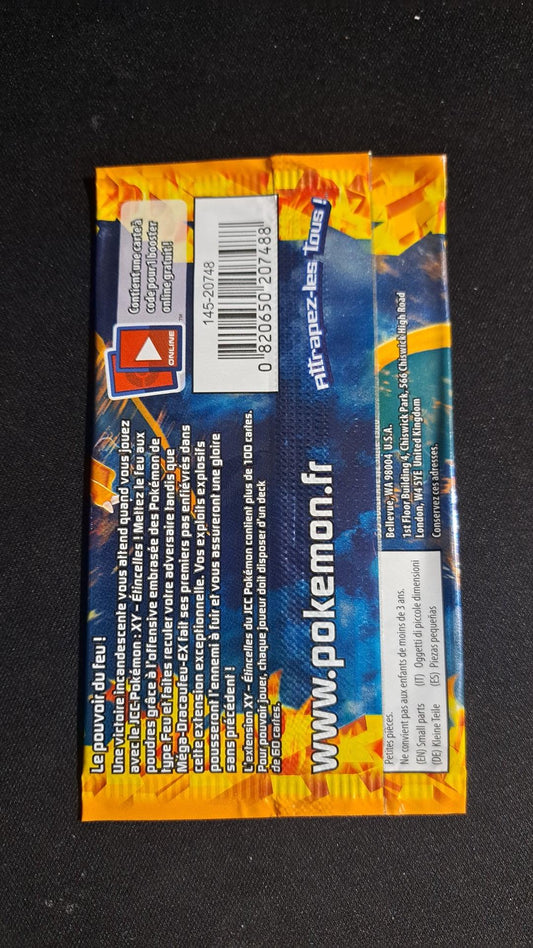 Le pouvoir du feu !
Une victoire incandescente vous attend quand vous jouez
avec le JCC-Pokémon : XY – Étincelles ! Mettez le feu aux
poudres grâce à l'offensive embrasée des Pokémon de
type Feu et faites reculer votre adversaire tandis que
Méga-Dracaufeu-EX fait ses premiers pas enfiévrés dans
cette extension exceptionnelle. Vos exploits explosifs
pousseront l'ennemi à fuir et vous assureront une gloire
sans précédent !
L'extension XY – Étincelles du JCC Pokémon contient plus de 100 cartes.
Pour pouvoir jouer, chaque joueur doit disposer d'un deck
de 60 cartes.
ONLINE
TM
Contient une carte à
code pour 1 booster
online gratuit !
145-20748
0 820650 207488
www.pokemon.fr
Attrapez-les Tous !
Petites pièces.
Ne convient pas aux enfants de moins de 3 ans.
(EN) Small parts (IT) Oggetti di piccole dimensioni
(DE) Kleine Teile (ES) Piezas pequeñas
Bellevue, WA 98004 U.S.A.
1st Floor Building 4, Chiswick Park, 566 Chiswick High Road
London, W4 5YE United Kingdom
Conservez ces adresses.